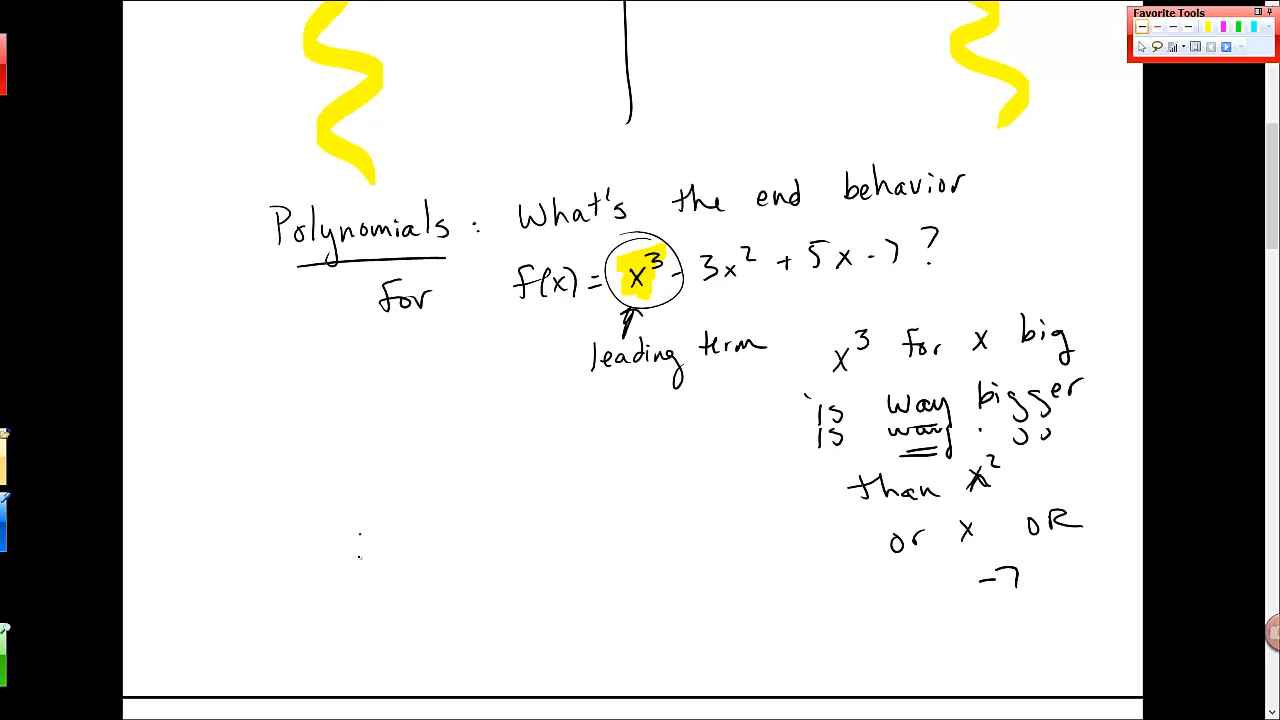 Favorite Tools
Polynomials: What's the end behavior
for f(x) = x³ - 3x² + 5x - 7 ?
leading term
x³ for x big
is way bigger
is way
than x²
or x OR
-7